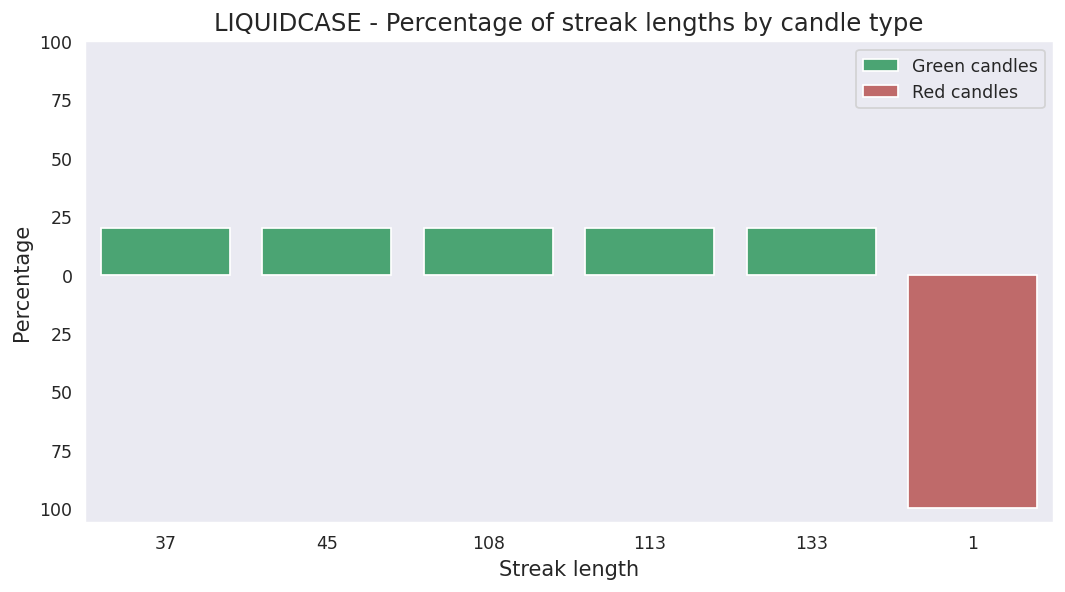 LIQUIDCASE - Percentage of streak lengths by candle type
Green candles
Red candles
Percentage
100
75
50
25
0
25
50
75
100
37 45 108 113 133 1
Streak length